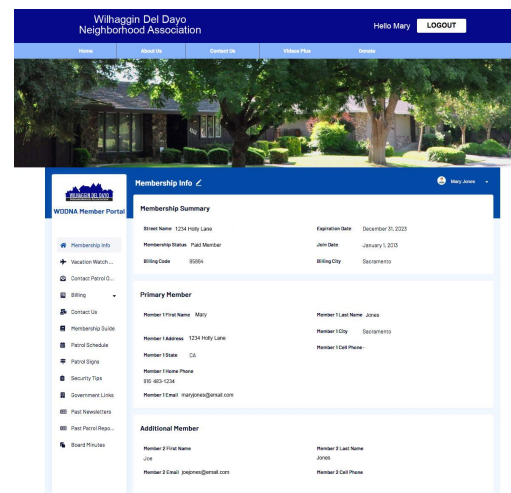 Wilhaggin Del Dayo
Neighborhood Association
Hello Mary
LOGOUT
Home About Us Contact Us Videos Plus Donate
WILHAGGIN DEL DAYO
WDDNA Member Portal
Membership Info
Mary Jones
Membership Info
Vacation Watch ...
Contact Patrol O...
Billing
Contact Us
Membership Guide
Patrol Schedule
Patrol Signs
Security Tips
Government Links
Past Newsletters
Past Patrol Repo...
Board Minutes
Membership Summary
Street Name 1234 Holly Lane
Expiration Date December 31, 2023
Membership Status Paid Member
Join Date January 1, 2013
Billing Code 95864
Billing City Sacramento
Primary Member
Member 1 First Name Mary
Member 1 Last Name Jones
Member 1 Address 1234 Holly Lane
Member 1 City Sacramento
Member 1 State CA
Member 1 Cell Phone -
Member 1 Home Phone
916-483-1234
Member 1 Email maryjones@email.com
Additional Member
Member 2 First Name
Joe
Member 2 Last Name
Jones
Member 2 Email joejones@email.com
Member 2 Cell Phone